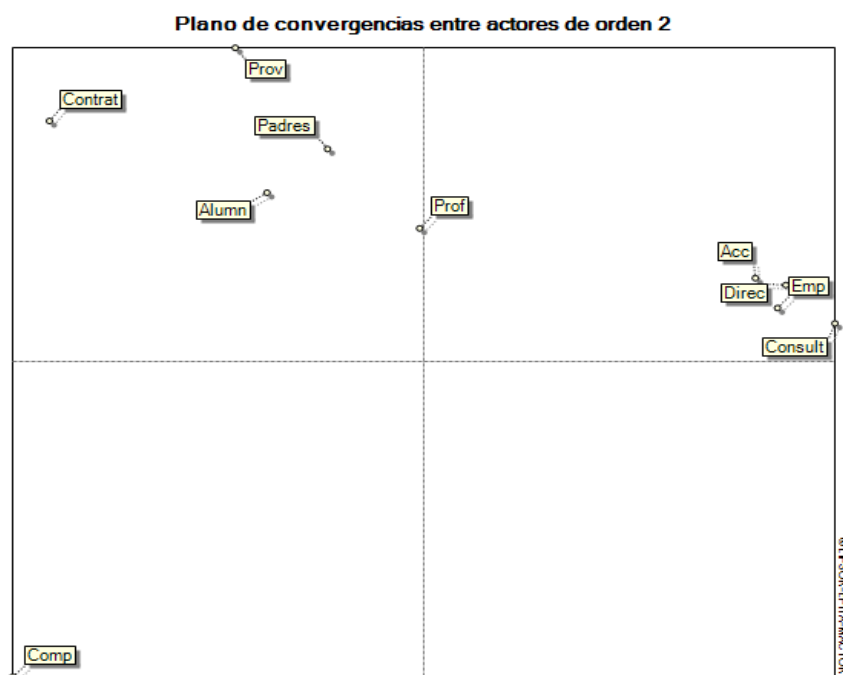 Plano de convergencias entre actores de orden 2
Prov
Contrat
Padres
Alumn
Prof
Acc
Direc
Emp
Consult
Comp